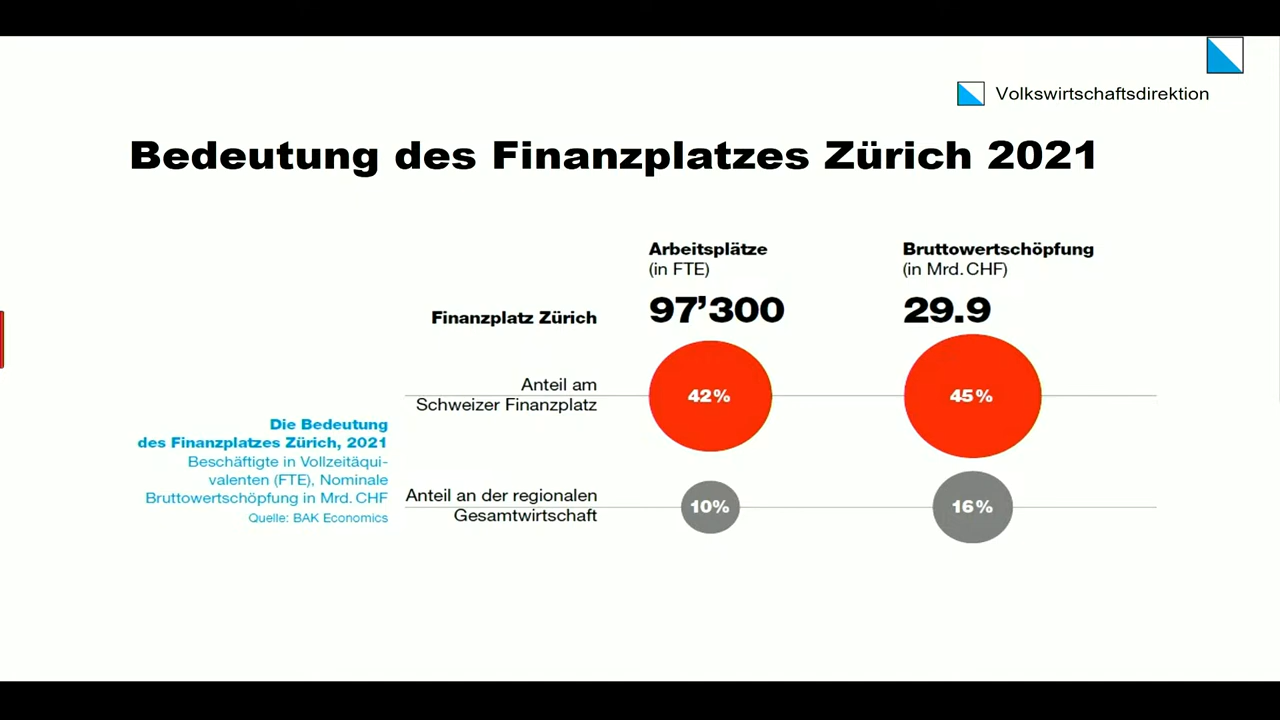 Volkswirtschaftsdirektion
Bedeutung des Finanzplatzes Zürich 2021
Arbeitsplätze
(in FTE)
Bruttowertschöpfung
(in Mrd. CHF)
Finanzplatz Zürich
97’300
29.9
Anteil am
Schweizer Finanzplatz
42%
45%
Die Bedeutung
des Finanzplatzes Zürich, 2021
Beschäftigte in Vollzeitäqui-
valenten (FTE), Nominale
Bruttowertschöpfung in Mrd. CHF
Quelle: BAK Economics
Anteil an der regionalen
Gesamtwirtschaft
10%
16%